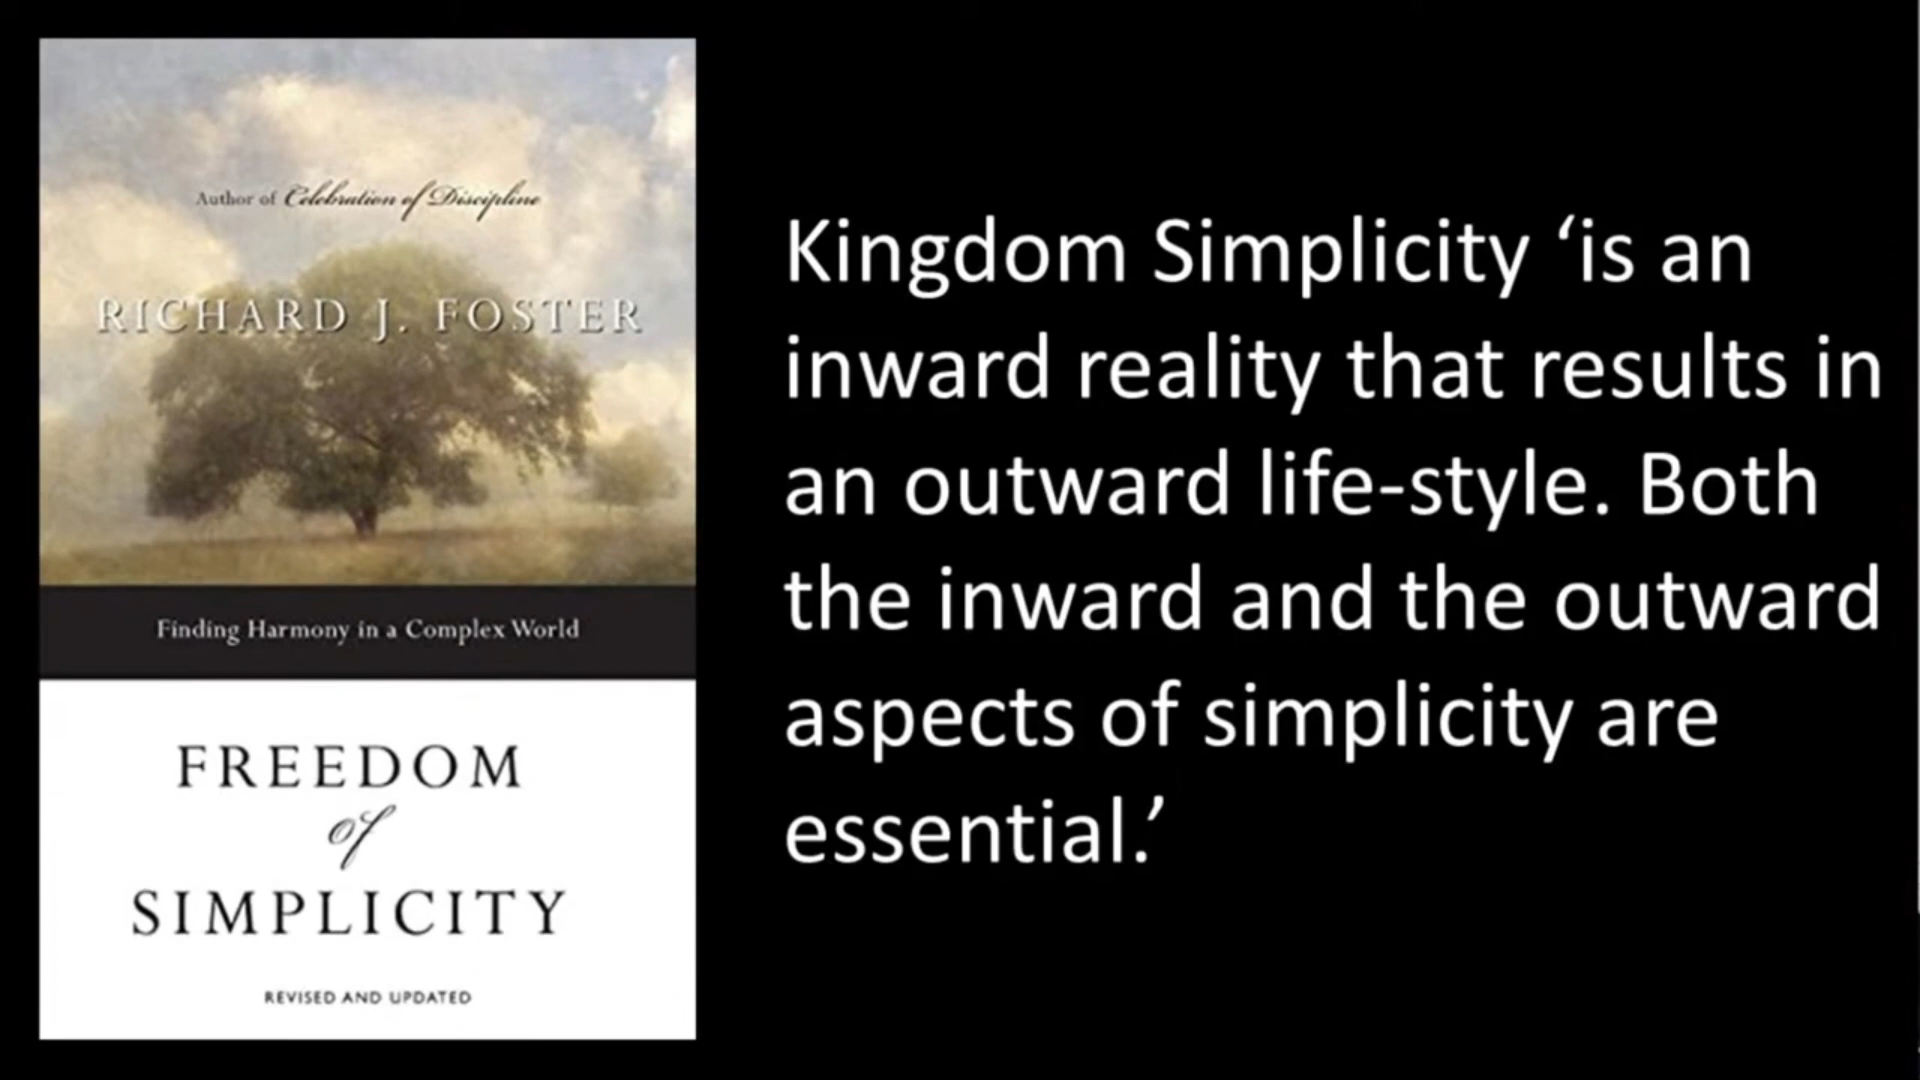 Author of Celebration of Discipline
RICHARD J. FOSTER
Finding Harmony in a Complex World
FREEDOM
of
SIMPLICITY
REVISED AND UPDATED
Kingdom Simplicity ‘is an
inward reality that results in
an outward life-style. Both
the inward and the outward
aspects of simplicity are
essential.’